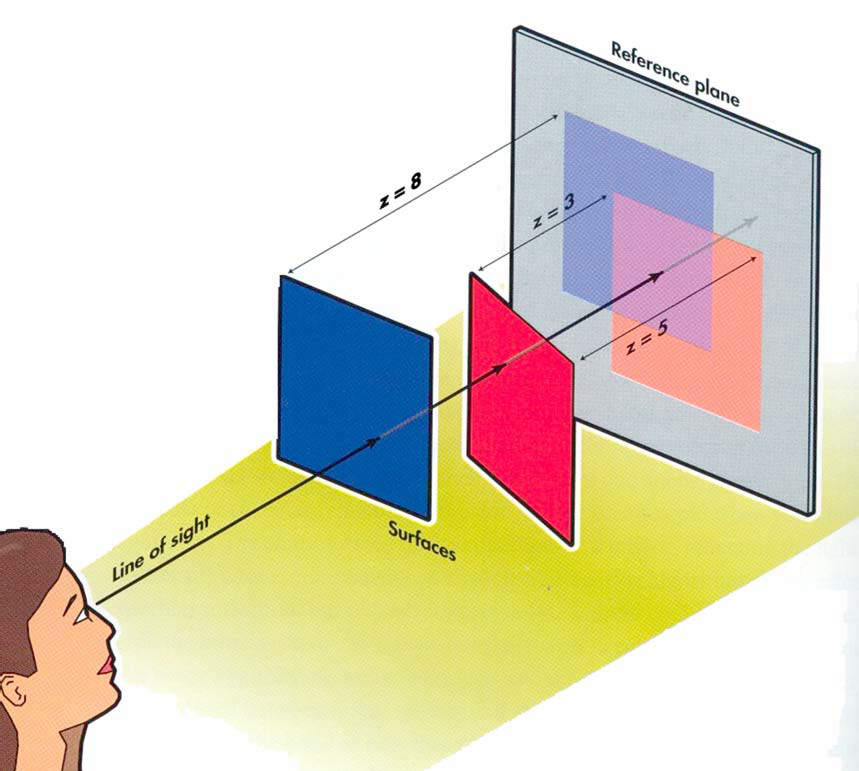 Reference plane
z = 8
z = 3
z = 5
Surfaces
Line of sight